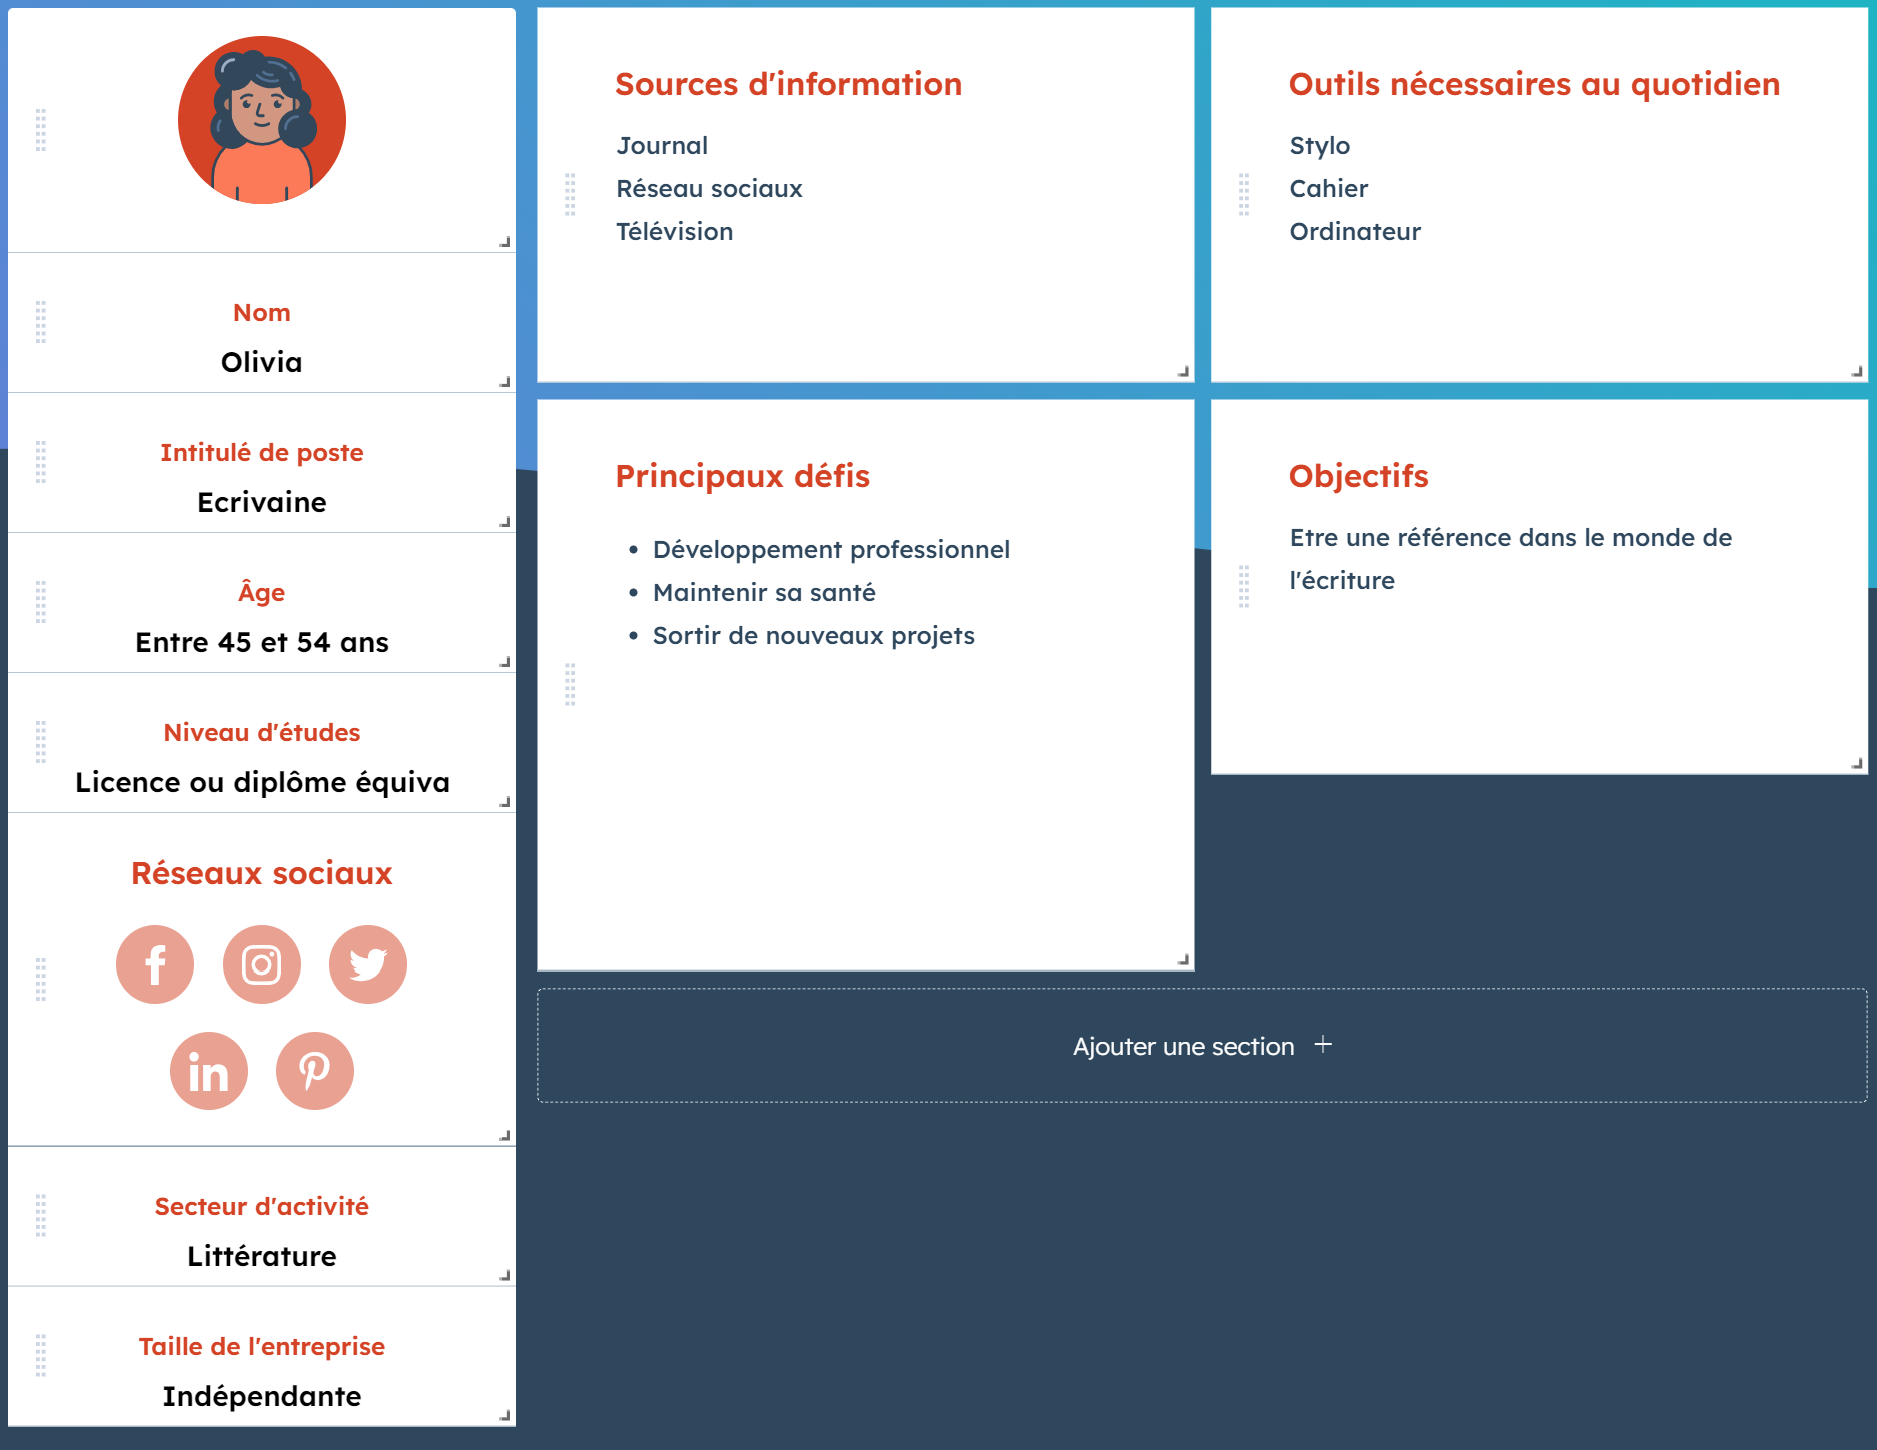 Nom
Olivia
Intitulé de poste
Ecrivaine
Âge
Entre 45 et 54 ans
Niveau d'études
Licence ou diplôme équiva
Réseaux sociaux
Secteur d'activité
Littérature
Taille de l'entreprise
Indépendante
Sources d'information
Journal
Réseau sociaux
Télévision
Outils nécessaires au quotidien
Stylo
Cahier
Ordinateur
Principaux défis
• Développement professionnel
• Maintenir sa santé
• Sortir de nouveaux projets
Objectifs
Etre une référence dans le monde de
l'écriture
Ajouter une section +